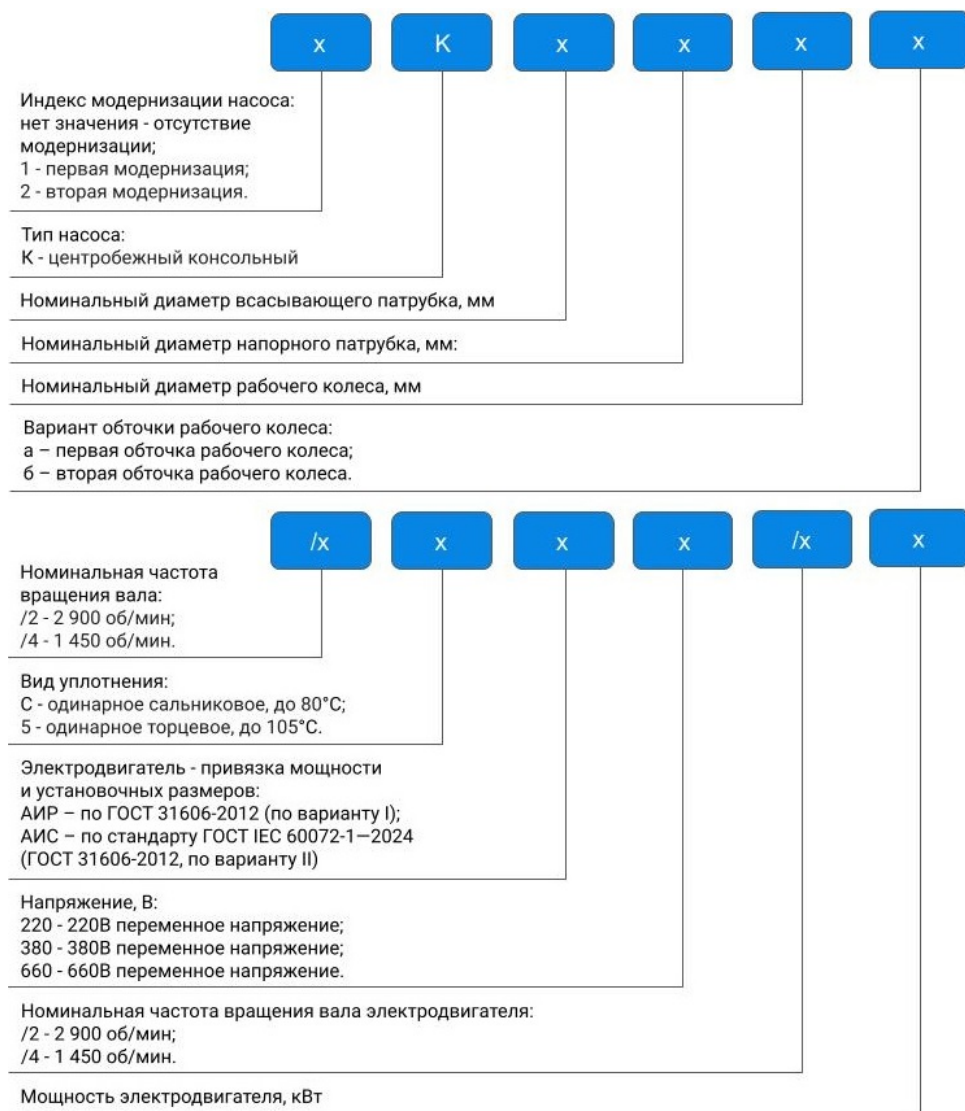 x К x x x x
Индекс модернизации насоса:
нет значения - отсутствие
модернизации;
1 - первая модернизация;
2 - вторая модернизация.
Тип насоса:
К - центробежный консольный
Номинальный диаметр всасывающего патрубка, мм
Номинальный диаметр напорного патрубка, мм:
Номинальный диаметр рабочего колеса, мм
Вариант обточки рабочего колеса:
а – первая обточка рабочего колеса;
б – вторая обточка рабочего колеса.
/x x x x /x x
Номинальная частота
вращения вала:
/2 - 2 900 об/мин;
/4 - 1 450 об/мин.
Вид уплотнения:
С - одинарное сальниковое, до 80°С;
5 - одинарное торцевое, до 105°С.
Электродвигатель - привязка мощности
и установочных размеров:
АИР – по ГОСТ 31606-2012 (по варианту I);
АИС – по стандарту ГОСТ IEC 60072-1—2024
(ГОСТ 31606-2012, по варианту II)
Напряжение, В:
220 - 220В переменное напряжение;
380 - 380В переменное напряжение;
660 - 660В переменное напряжение.
Номинальная частота вращения вала электродвигателя:
/2 - 2 900 об/мин;
/4 - 1 450 об/мин.
Мощность электродвигателя, кВт